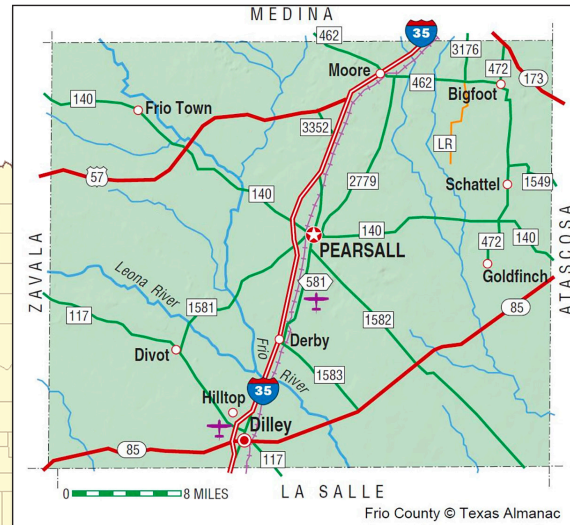 MEDINA
35
462
3176
Moore
472
173
462
Bigfoot
140
Frio Town
3352
LR
57
2779
Schattel
1549
140
140
PEARSALL
472
140
Goldfinch
ZAVALA
ATASCOSA
Leona River
581
85
1581
117
1582
Derby
Divot
Frio River
1583
35
Hilltop
Dilley
85
117
0 8 MILES
LA SALLE
Frio County © Texas Almanac